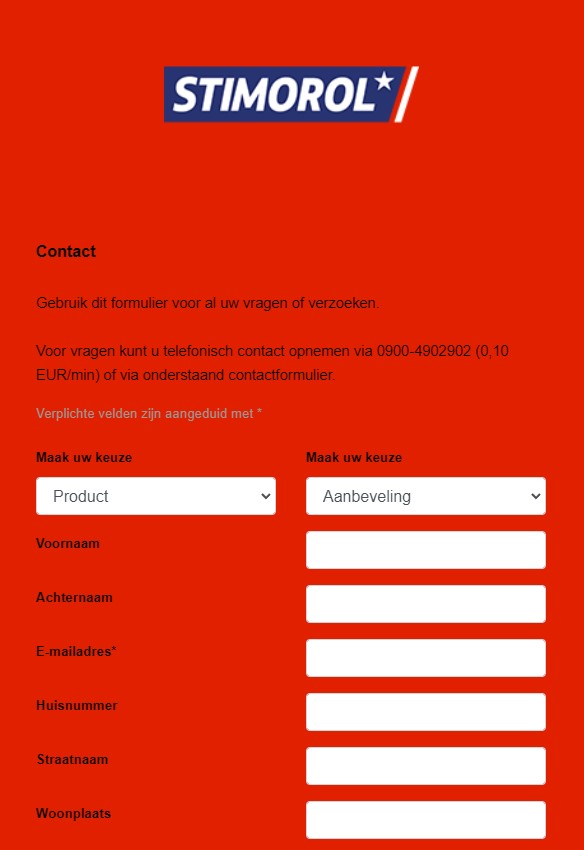 STIMOROL
Contact
Gebruik dit formulier voor al uw vragen of verzoeken.
Voor vragen kunt u telefonisch contact opnemen via 0900-4902902 (0,10
EUR/min) of via onderstaand contactformulier.
Verplichte velden zijn aangeduid met *
Maak uw keuze Maak uw keuze
Product Aanbeveling
Voornaam
Achternaam
E-mailadres*
Huisnummer
Straatnaam
Woonplaats